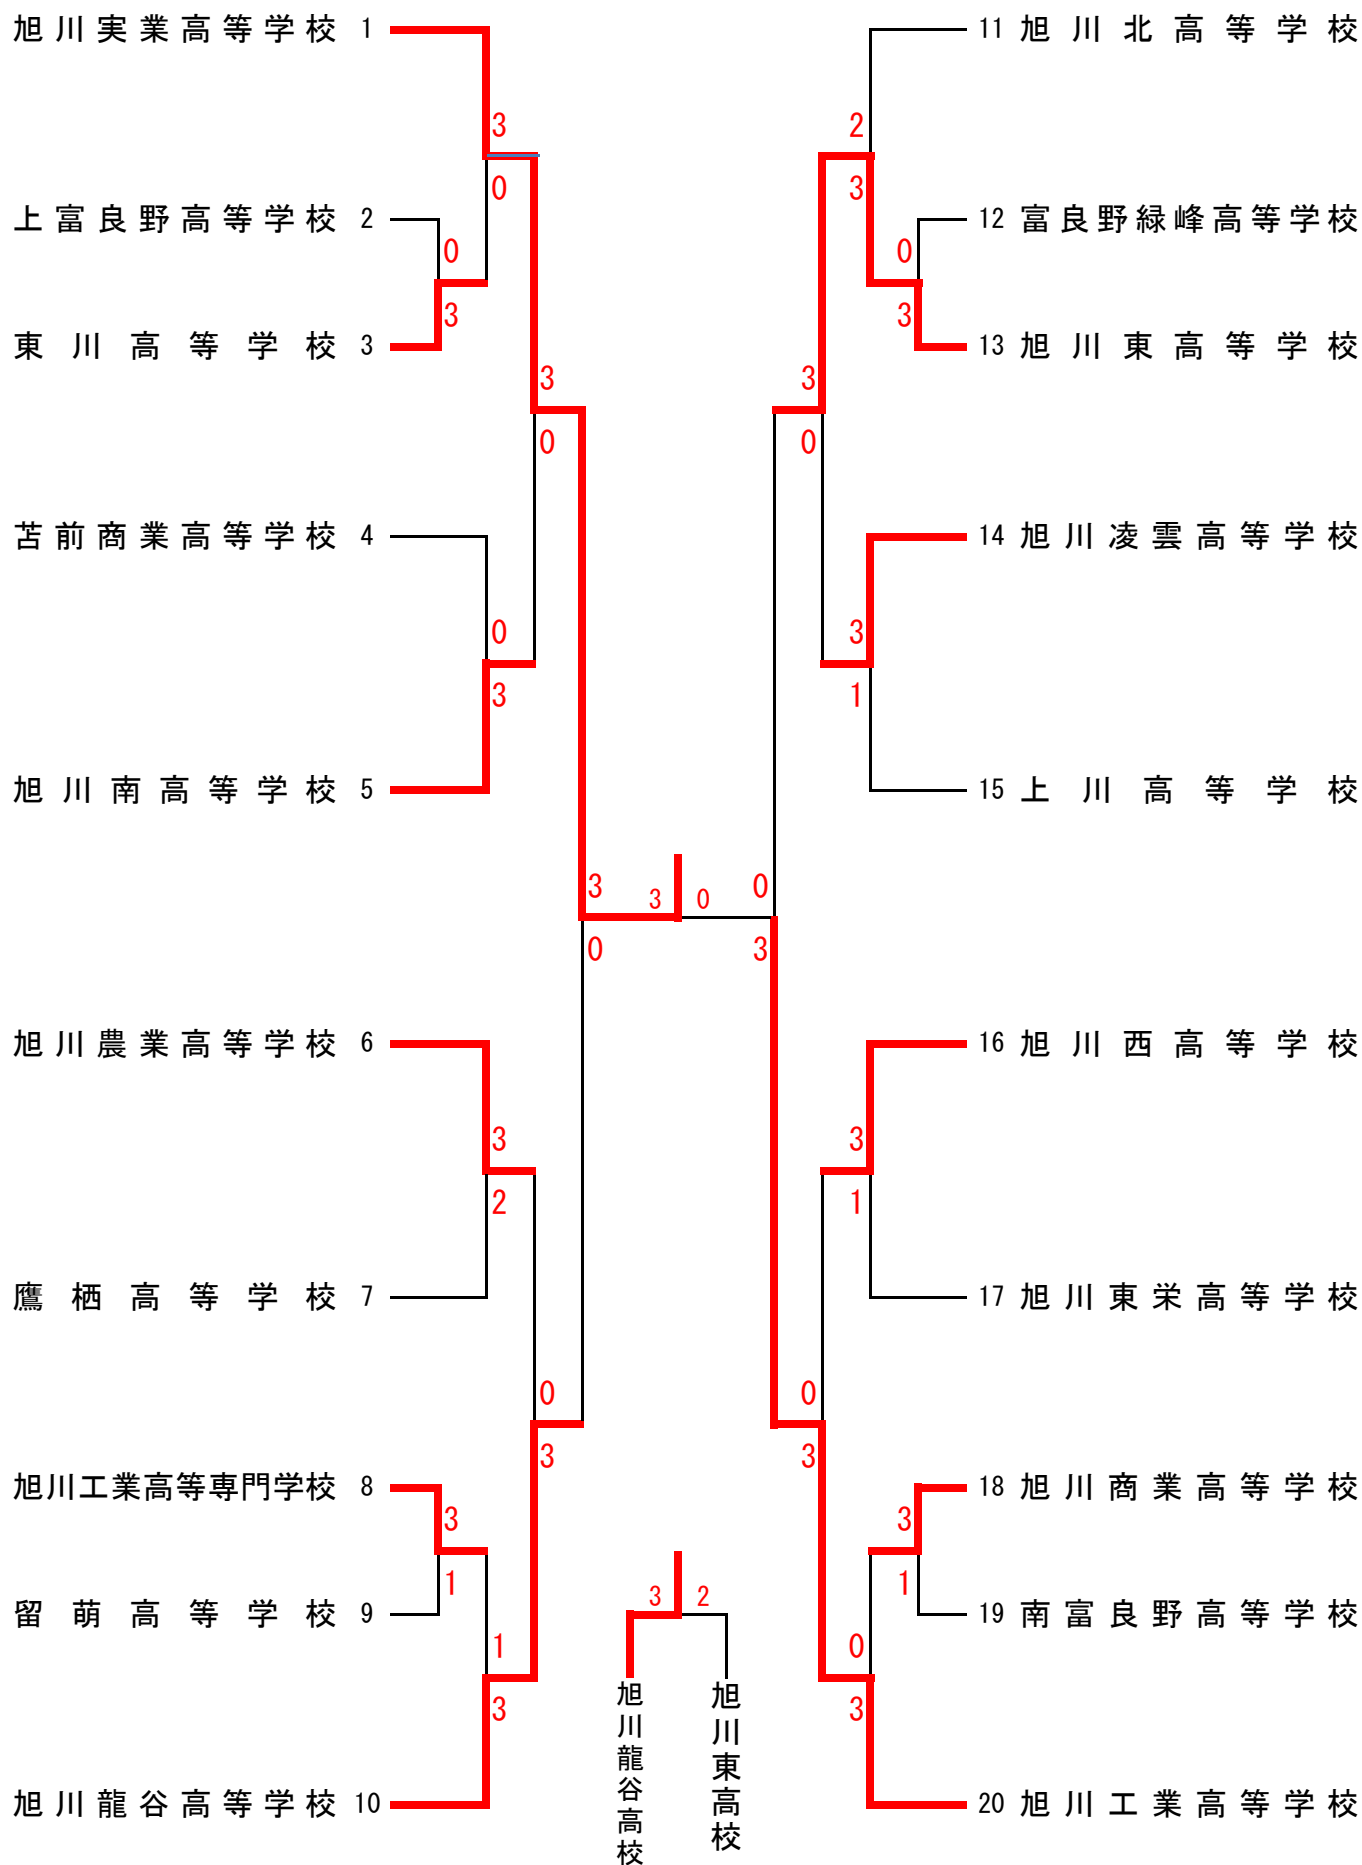 旭川実業高等学校 1
3
0
上富良野高等学校 2
0
3
東川高等学校 3
3
0
苫前商業高等学校 4
0
3
旭川南高等学校 5
3
0
旭川農業高等学校 6
3
2
鷹栖高等学校 7
0
3
旭川工業高等専門学校 8
3
1
留萌高等学校 9
1
3
旭川龍谷高等学校 10
3 0
3 2
旭川龍谷高校
旭川東高校
11 旭川北高等学校
2
3
12 富良野緑峰高等学校
0
3
13 旭川東高等学校
3
0
14 旭川凌雲高等学校
3
1
15 上川高等学校
0
3
16 旭川西高等学校
3
1
17 旭川東栄高等学校
0
3
18 旭川商業高等学校
3
1
19 南富良野高等学校
0
3
20 旭川工業高等学校